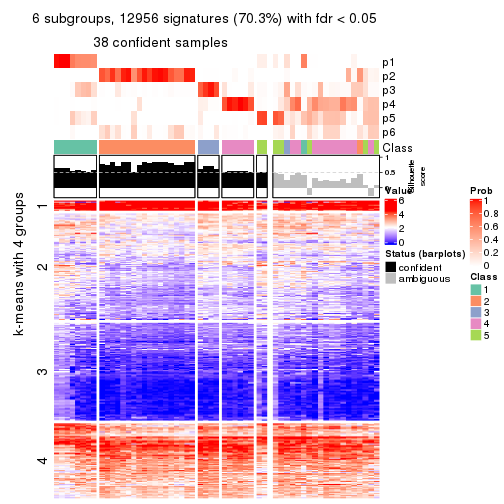 6 subgroups, 12956 signatures (70.3%) with fdr < 0.05
38 confident samples
p1
p2
p3
p4
p5
p6
Class
1
0.5
0
Silhouette
score
k-means with 4 groups
1
2
3
4
Value
6
4
2
0
Status (barplots)
confident
ambiguous
Prob
1
0.8
0.6
0.4
0.2
0
Class
1
2
3
4
5